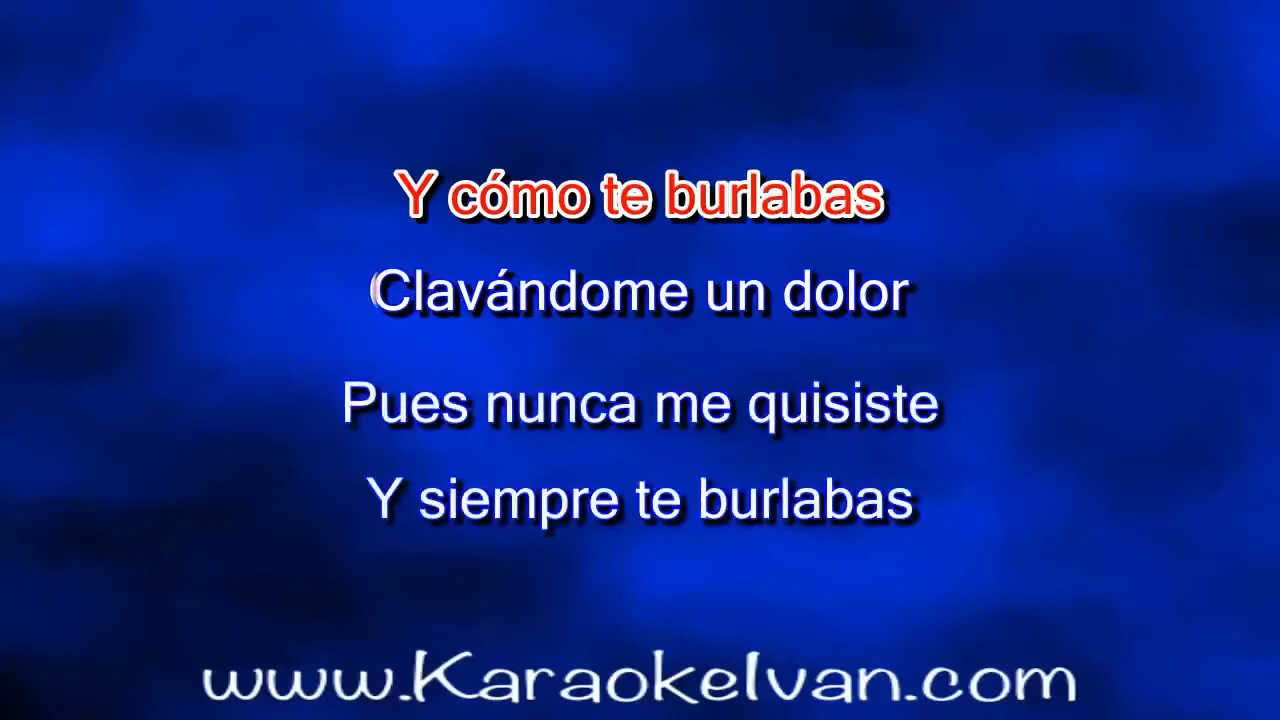 Y cómo te burlabas
Clavándome un dolor
Pues nunca me quisiste
Y siempre te burlabas
www.KaraokeIvan.com